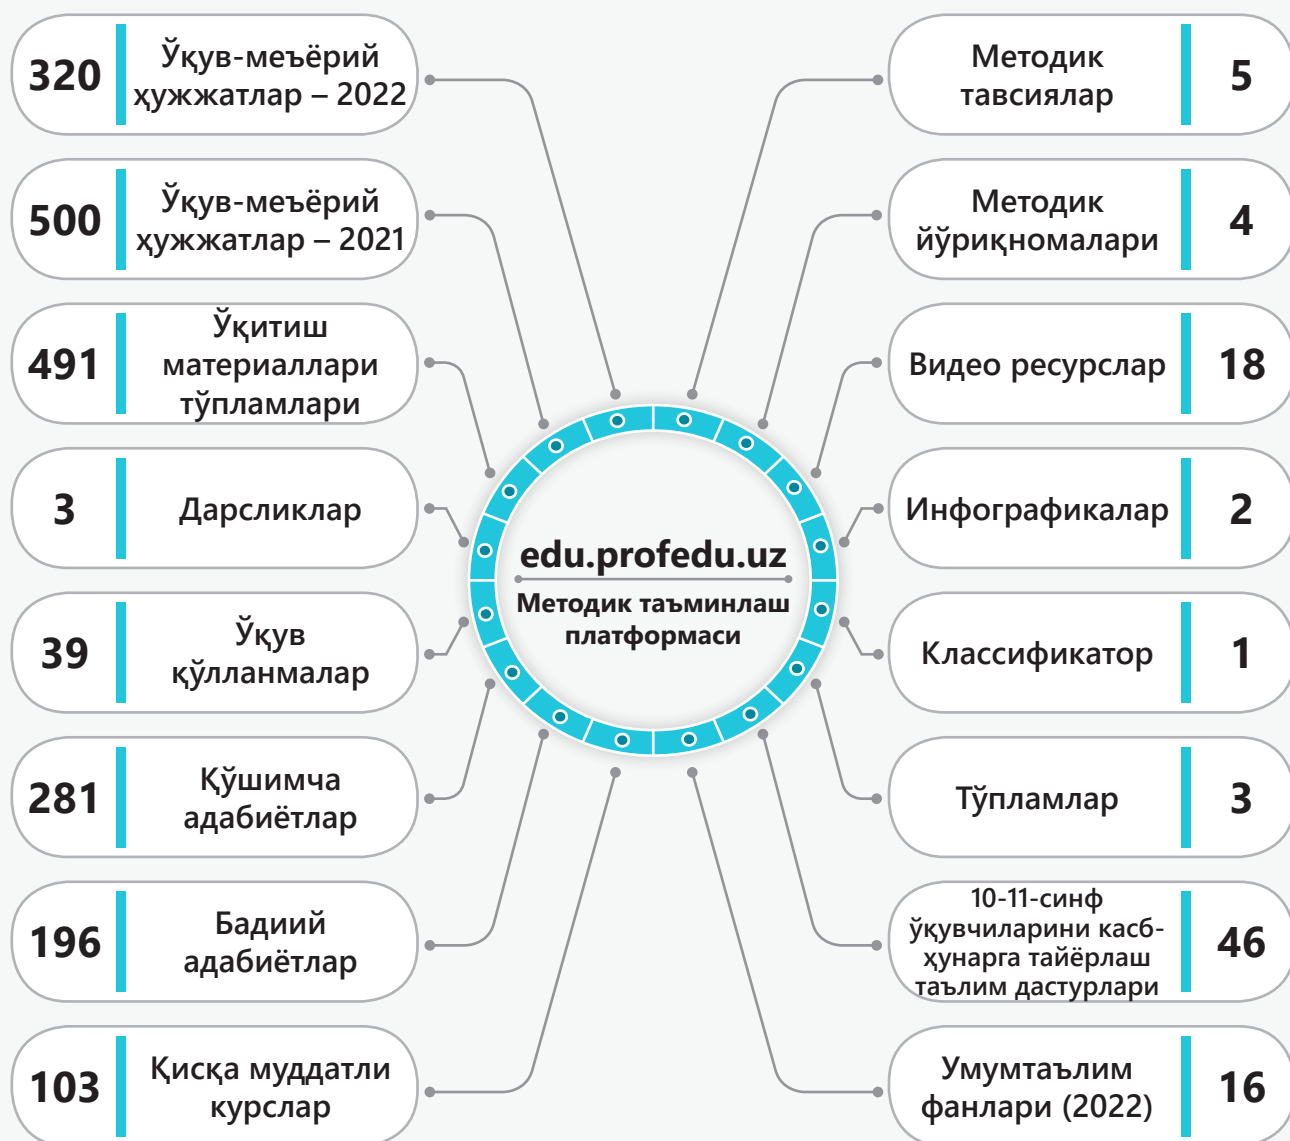 320
Ўқув-меъёрий
ҳужжатлар – 2022
500
Ўқув-меъёрий
ҳужжатлар – 2021
491
Ўқитиш
материаллари
тўпламлари
3
Дарсликлар
39
Ўқув
қўлланмалар
281
Қўшимча
адабиётлар
196
Бадиий
адабиётлар
103
Қисқа муддатли
курслар
edu.profedu.uz
Методик таъминлаш
платформаси
Методик
тавсиялар
5
Методик
йўриқномалари
4
Видео ресурслар
18
Инфографикалар
2
Классификатор
1
Тўпламлар
3
10-11-синф
ўқувчиларини касб-
ҳунарга тайёрлаш
таълим дастурлари
46
Умумтаълим
фанлари (2022)
16